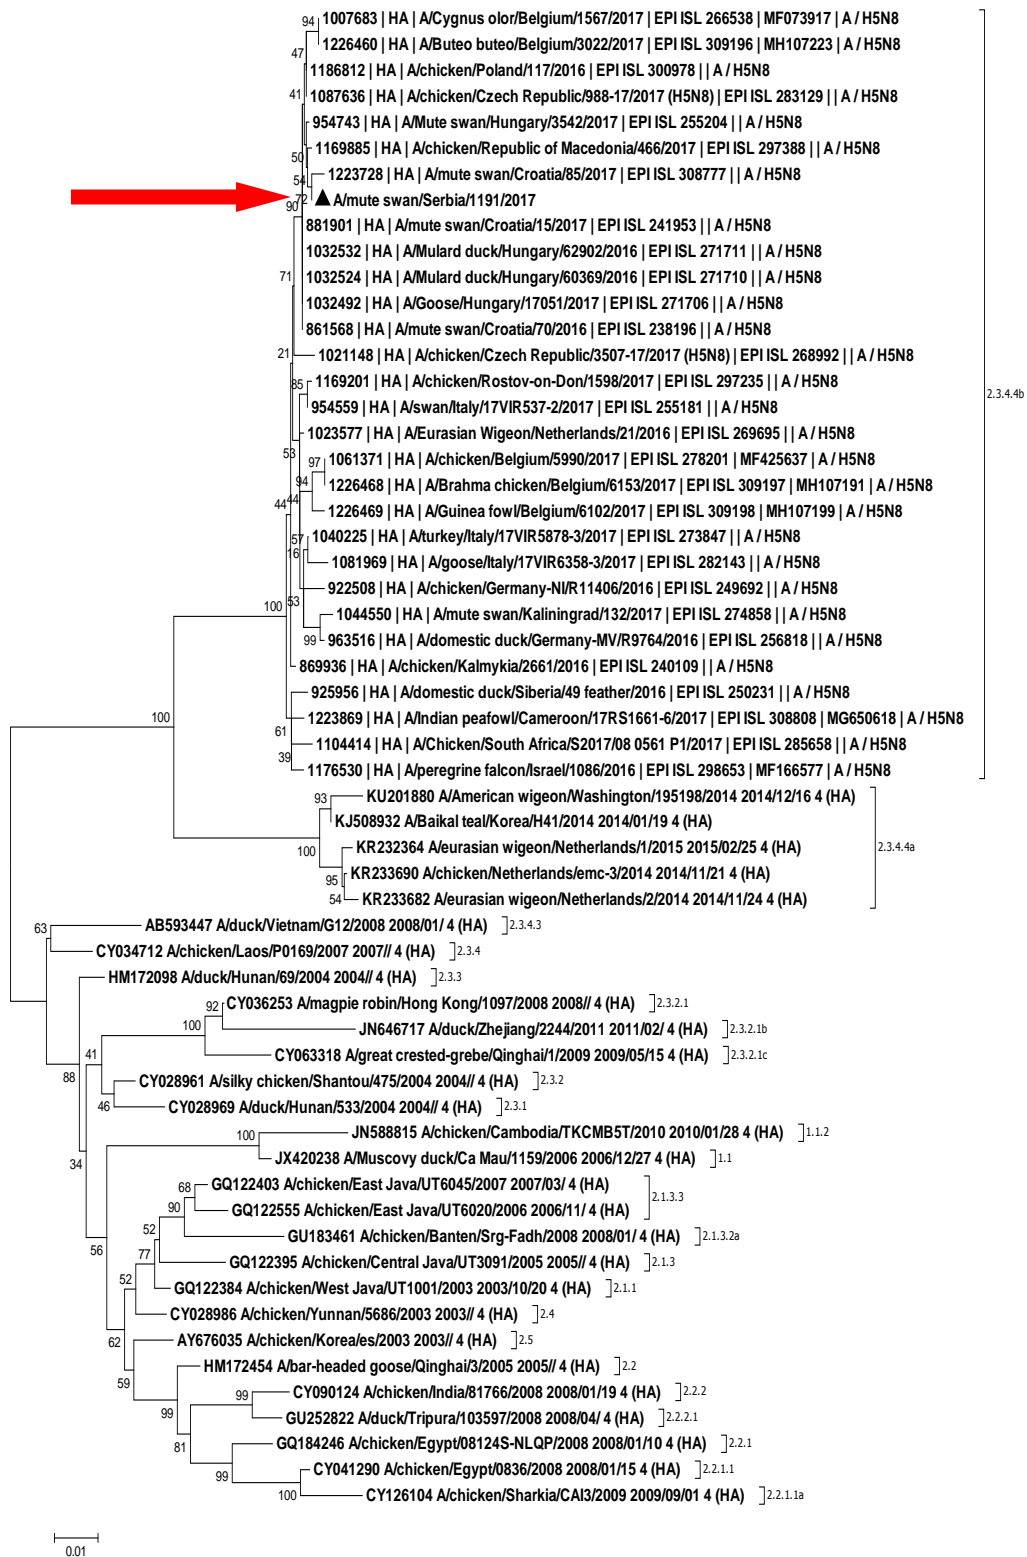 1007683 | HA | A/Cygnus olor/Belgium/1567/2017 | EPI ISL 266538 | MF073917 | A / H5N8
94
1226460 | HA | A/Buteo buteo/Belgium/3022/2017 | EPI ISL 309196 | MH107223 | A / H5N8
47
1186812 | HA | A/chicken/Poland/117/2016 | EPI ISL 300978 | | A / H5N8
41
1087636 | HA | A/chicken/Czech Republic/988-17/2017 (H5N8) | EPI ISL 283129 | | A / H5N8
954743 | HA | A/Mute swan/Hungary/3542/2017 | EPI ISL 255204 | | A / H5N8
1169885 | HA | A/chicken/Republic of Macedonia/466/2017 | EPI ISL 297388 | | A / H5N8
50
1223728 | HA | A/mute swan/Croatia/85/2017 | EPI ISL 308777 | | A / H5N8
54
72 A/mute swan/Serbia/1191/2017
90
881901 | HA | A/mute swan/Croatia/15/2017 | EPI ISL 241953 | | A / H5N8
1032532 | HA | A/Mulard duck/Hungary/62902/2016 | EPI ISL 271711 | | A / H5N8
71
1032524 | HA | A/Mulard duck/Hungary/60369/2016 | EPI ISL 271710 | | A / H5N8
1032492 | HA | A/Goose/Hungary/17051/2017 | EPI ISL 271706 | | A / H5N8
861568 | HA | A/mute swan/Croatia/70/2016 | EPI ISL 238196 | | A / H5N8
21
1021148 | HA | A/chicken/Czech Republic/3507-17/2017 (H5N8) | EPI ISL 268992 | | A / H5N8
85
1169201 | HA | A/chicken/Rostov-on-Don/1598/2017 | EPI ISL 297235 | | A / H5N8
2.3.4.4b
954559 | HA | A/swan/Italy/17VIR537-2/2017 | EPI ISL 255181 | | A / H5N8
1023577 | HA | A/Eurasian Wigeon/Netherlands/21/2016 | EPI ISL 269695 | | A / H5N8
53
97
1061371 | HA | A/chicken/Belgium/5990/2017 | EPI ISL 278201 | MF425637 | A / H5N8
94
1226468 | HA | A/Brahma chicken/Belgium/6153/2017 | EPI ISL 309197 | MH107191 | A / H5N8
44
44
1226469 | HA | A/Guinea fowl/Belgium/6102/2017 | EPI ISL 309198 | MH107199 | A / H5N8
57
1040225 | HA | A/turkey/Italy/17VIR5878-3/2017 | EPI ISL 273847 | | A / H5N8
16
1081969 | HA | A/goose/Italy/17VIR6358-3/2017 | EPI ISL 282143 | | A / H5N8
922508 | HA | A/chicken/Germany-NI/R11406/2016 | EPI ISL 249692 | | A / H5N8
100
53
1044550 | HA | A/mute swan/Kaliningrad/132/2017 | EPI ISL 274858 | | A / H5N8
99
963516 | HA | A/domestic duck/Germany-MV/R9764/2016 | EPI ISL 256818 | | A / H5N8
869936 | HA | A/chicken/Kalmykia/2661/2016 | EPI ISL 240109 | | A / H5N8
925956 | HA | A/domestic duck/Siberia/49 feather/2016 | EPI ISL 250231 | | A / H5N8
100
1223869 | HA | A/Indian peafowl/Cameroon/17RS1661-6/2017 | EPI ISL 308808 | MG650618 | A / H5N8
61
1104414 | HA | A/Chicken/South Africa/S2017/08 0561 P1/2017 | EPI ISL 285658 | | A / H5N8
39
1176530 | HA | A/peregrine falcon/Israel/1086/2016 | EPI ISL 298653 | MF166577 | A / H5N8
93
KU201880 A/American wigeon/Washington/195198/2014 2014/12/16 4 (HA)
KJ508932 A/Baikal teal/Korea/H41/2014 2014/01/19 4 (HA)
100
KR232364 A/eurasian wigeon/Netherlands/1/2015 2015/02/25 4 (HA)
2.3.4.4a
95
KR233690 A/chicken/Netherlands/emc-3/2014 2014/11/21 4 (HA)
54
KR233682 A/eurasian wigeon/Netherlands/2/2014 2014/11/24 4 (HA)
63
AB593447 A/duck/Vietnam/G12/2008 2008/01/ 4 (HA) 2.3.4.3
CY034712 A/chicken/Laos/P0169/2007 2007// 4 (HA) 2.3.4
HM172098 A/duck/Hunan/69/2004 2004// 4 (HA) 2.3.3
92
CY036253 A/magpie robin/Hong Kong/1097/2008 2008// 4 (HA) 2.3.2.1
100
JN646717 A/duck/Zhejiang/2244/2011 2011/02/ 4 (HA) 2.3.2.1b
41
CY063318 A/great crested-grebe/Qinghai/1/2009 2009/05/15 4 (HA) 2.3.2.1c
88
CY028961 A/silky chicken/Shantou/475/2004 2004// 4 (HA) 2.3.2
46
CY028969 A/duck/Hunan/533/2004 2004// 4 (HA) 2.3.1
100
JN588815 A/chicken/Cambodia/TKCMB5T/2010 2010/01/28 4 (HA) 1.1.2
34
JX420238 A/Muscovy duck/Ca Mau/1159/2006 2006/12/27 4 (HA) 1.1
68
GQ122403 A/chicken/East Java/UT6045/2007 2007/03/ 4 (HA)
2.1.3.3
90
GQ122555 A/chicken/East Java/UT6020/2006 2006/11/ 4 (HA)
52
GU183461 A/chicken/Banten/Srg-Fadh/2008 2008/01/ 4 (HA) 2.1.3.2a
56
77
GQ122395 A/chicken/Central Java/UT3091/2005 2005// 4 (HA) 2.1.3
52
GQ122384 A/chicken/West Java/UT1001/2003 2003/10/20 4 (HA) 2.1.1
CY028986 A/chicken/Yunnan/5686/2003 2003// 4 (HA) 2.4
62
AY676035 A/chicken/Korea/es/2003 2003// 4 (HA) 2.5
59
HM172454 A/bar-headed goose/Qinghai/3/2005 2005// 4 (HA) 2.2
99
CY090124 A/chicken/India/81766/2008 2008/01/19 4 (HA) 2.2.2
99
GU252822 A/duck/Tripura/103597/2008 2008/04/ 4 (HA) 2.2.2.1
81
GQ184246 A/chicken/Egypt/08124S-NLQP/2008 2008/01/10 4 (HA) 2.2.1
99
CY041290 A/chicken/Egypt/0836/2008 2008/01/15 4 (HA) 2.2.1.1
100
CY126104 A/chicken/Sharkia/CAI3/2009 2009/09/01 4 (HA) 2.2.1.1a
0.01